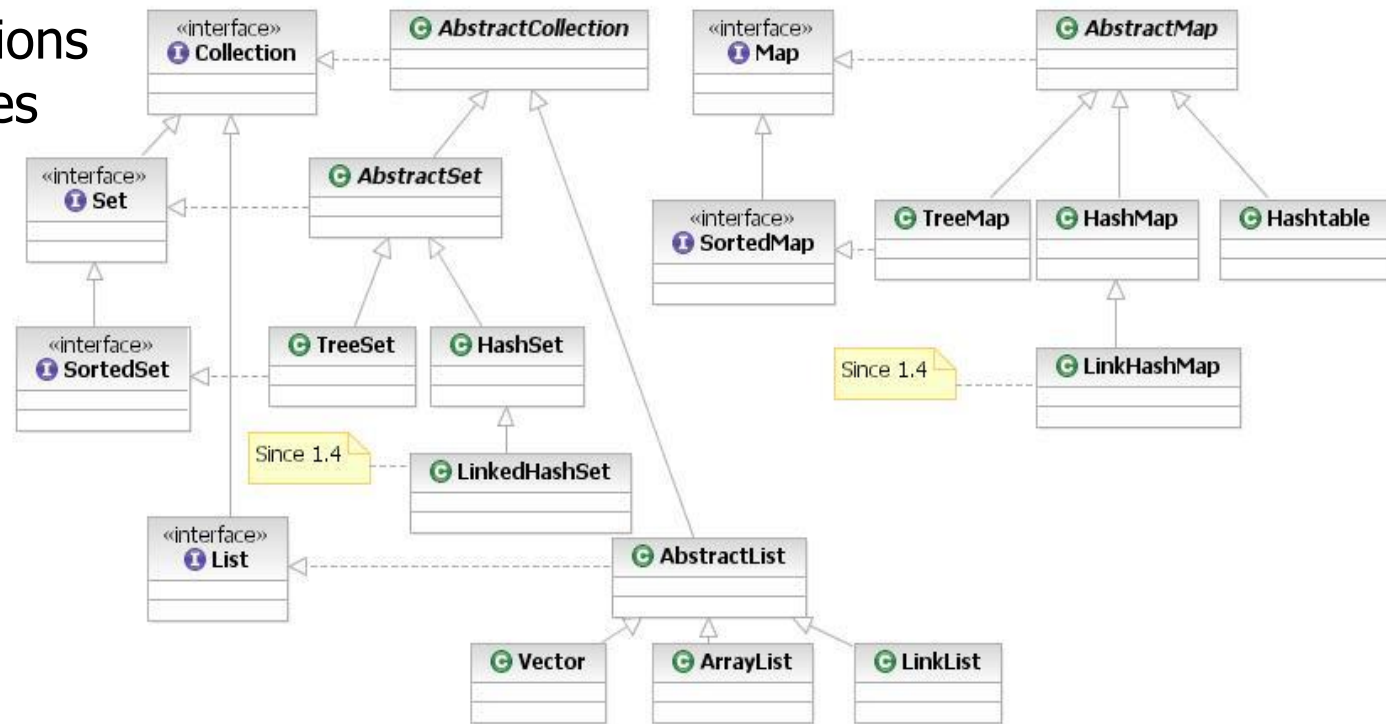 ions
es
«interface»
I Collection
C AbstractCollection
«interface»
I Map
C AbstractMap
«interface»
I Set
C AbstractSet
«interface»
I SortedMap
C TreeMap
C HashMap
C Hashtable
«interface»
I SortedSet
C TreeSet
C HashSet
Since 1.4
C LinkHashMap
Since 1.4
C LinkedHashSet
«interface»
I List
C AbstractList
C Vector
C ArrayList
C LinkList